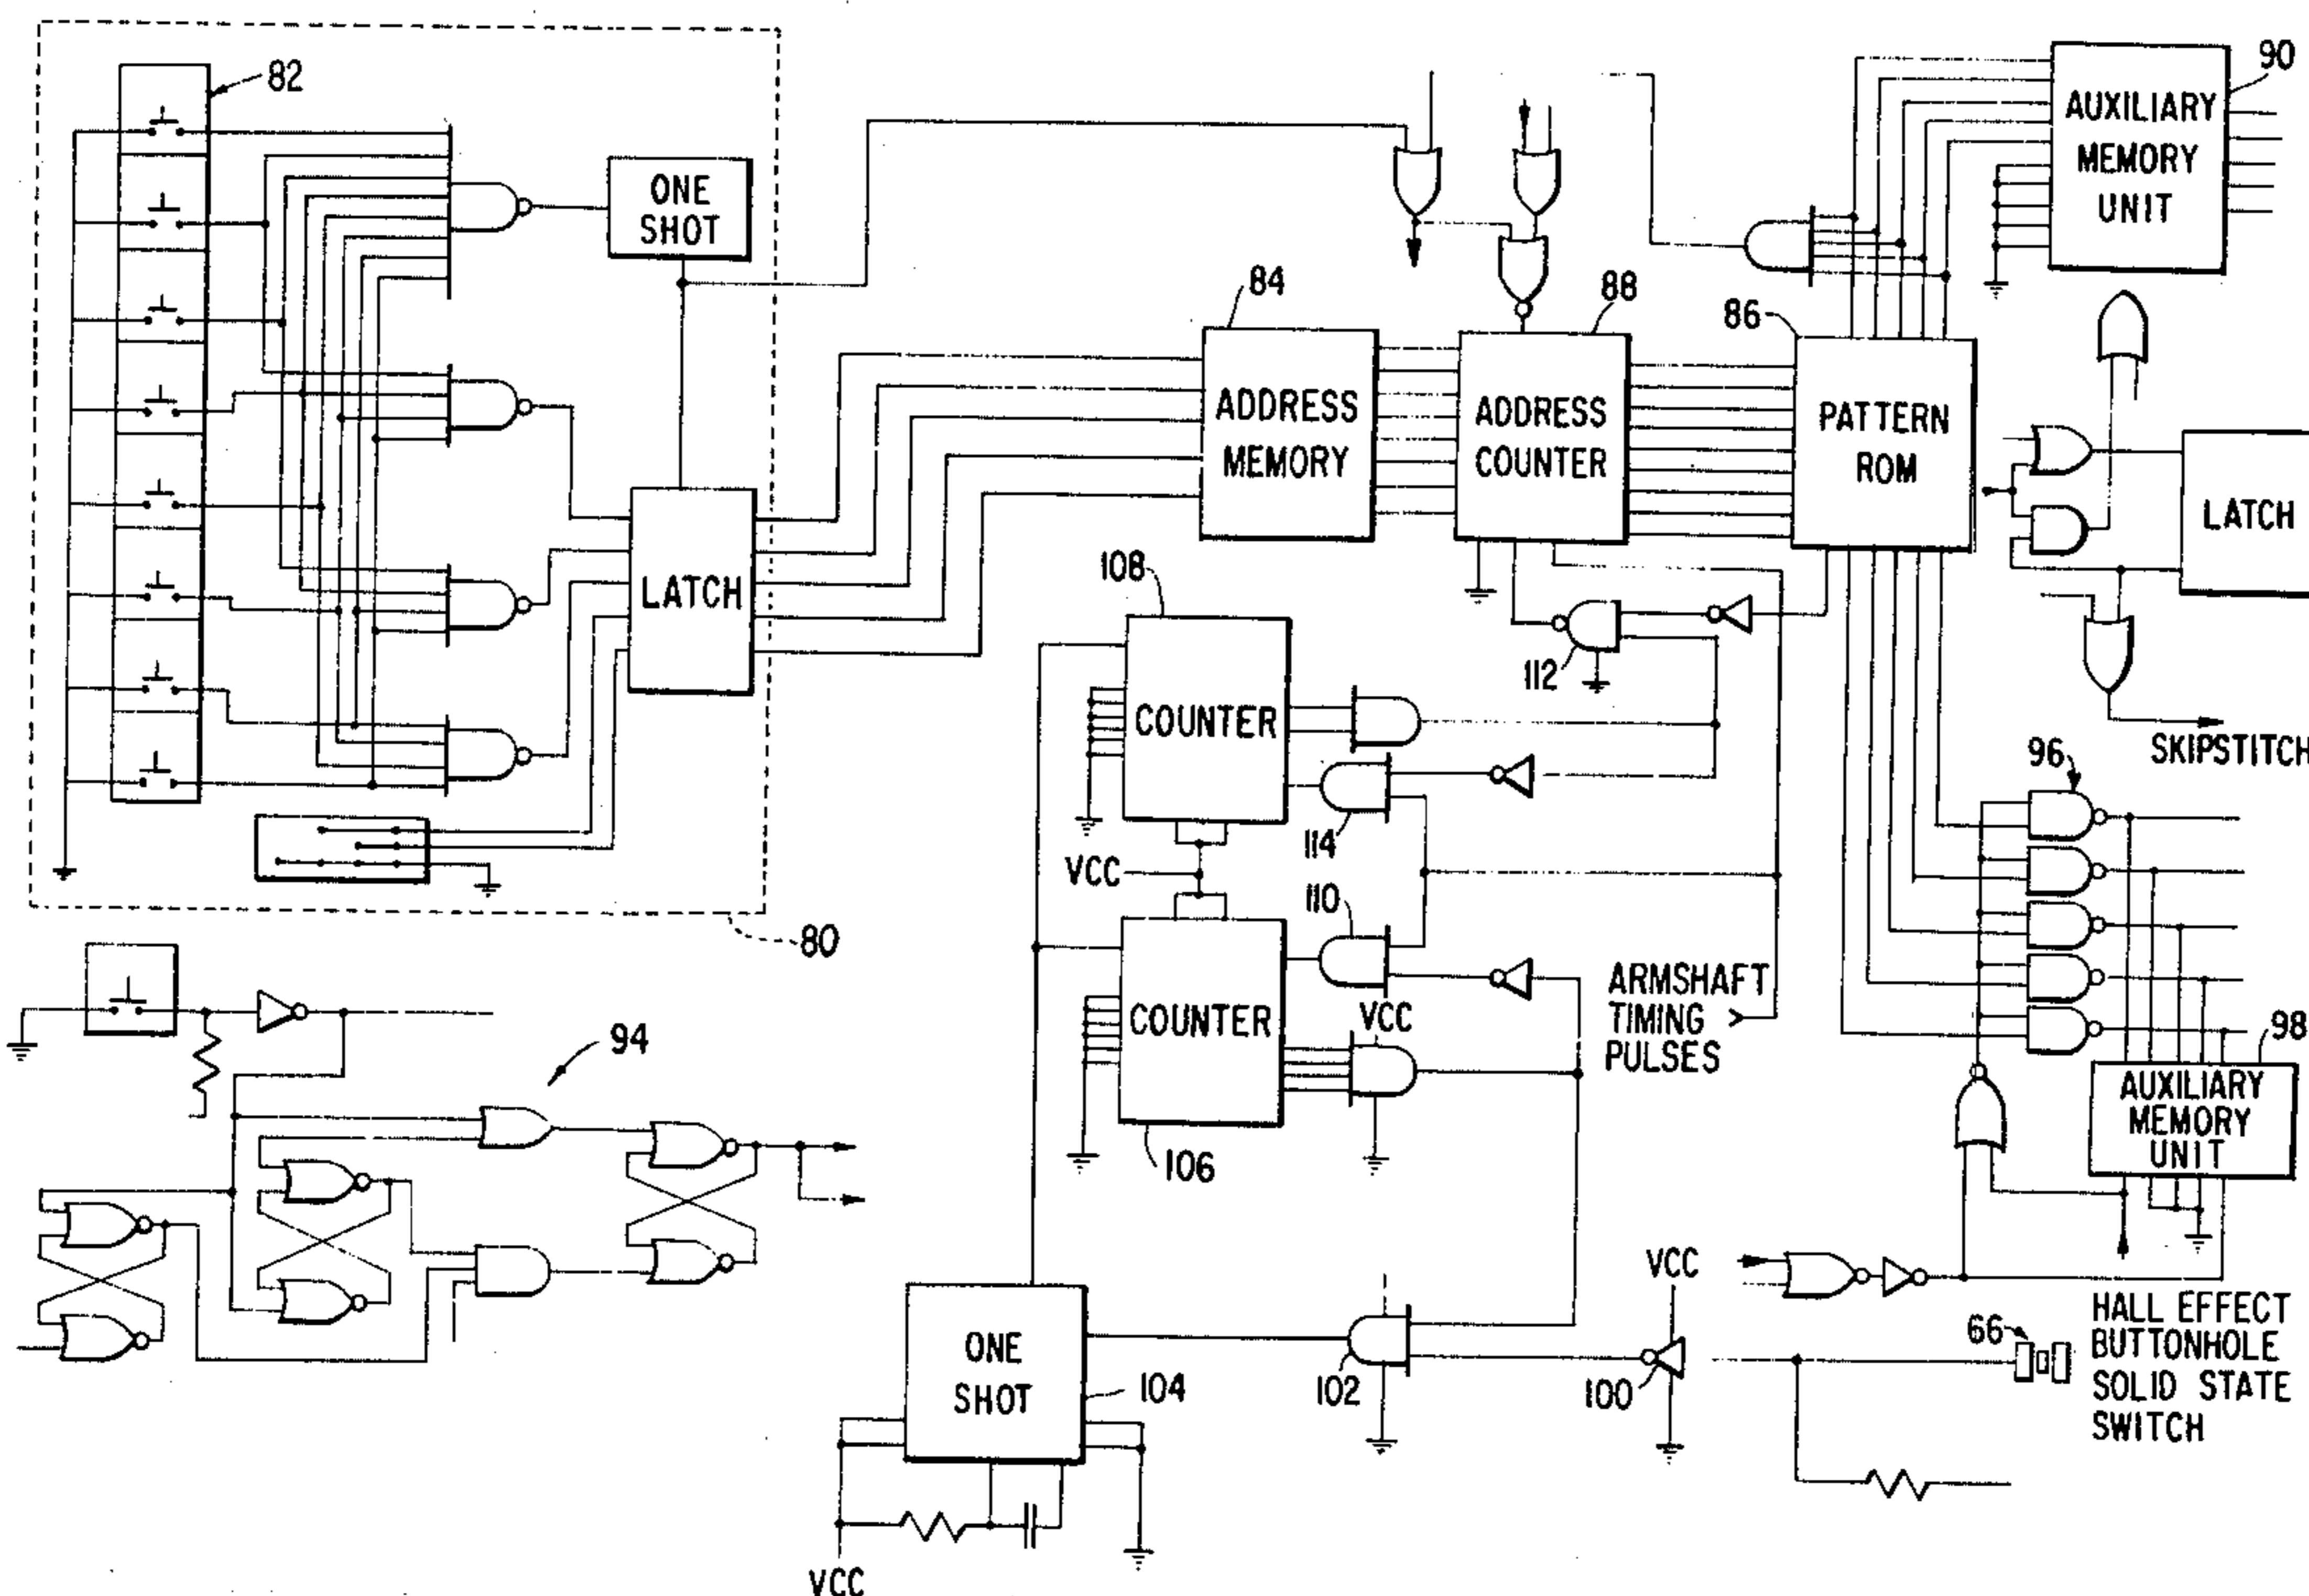 82
ONE
SHOT
LATCH
80
84
ADDRESS
MEMORY
88
ADDRESS
COUNTER
86
PATTERN
ROM
90
AUXILIARY
MEMORY
UNIT
LATCH
SKIPSTITCH
112
108
COUNTER
114
VCC
110
COUNTER
106
VCC
ARMSHAFT
TIMING
PULSES
96
98
AUXILIARY
MEMORY
UNIT
94
ONE
SHOT
104
VCC
102
100
VCC
66
HALL EFFECT
BUTTONHOLE
SOLID STATE
SWITCH